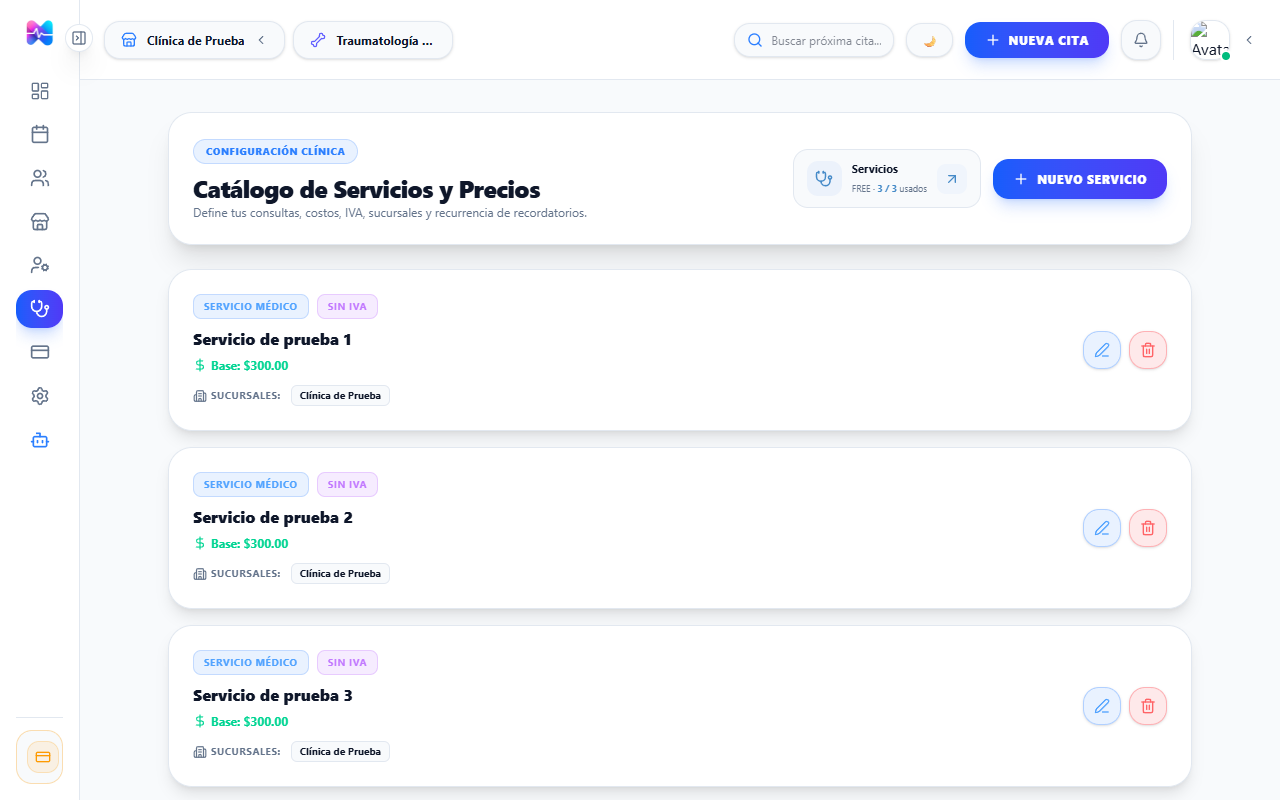 Clínica de Prueba
Traumatología ...
Buscar próxima cita...
NUEVA CITA
Avata
CONFIGURACIÓN CLÍNICA
Catálogo de Servicios y Precios
Define tus consultas, costos, IVA, sucursales y recurrencia de recordatorios.
Servicios
FREE · 3 / 3 usados
NUEVO SERVICIO
SERVICIO MÉDICO SIN IVA
Servicio de prueba 1
Base: $300.00
SUCURSALES: Clínica de Prueba
SERVICIO MÉDICO SIN IVA
Servicio de prueba 2
Base: $300.00
SUCURSALES: Clínica de Prueba
SERVICIO MÉDICO SIN IVA
Servicio de prueba 3
Base: $300.00
SUCURSALES: Clínica de Prueba